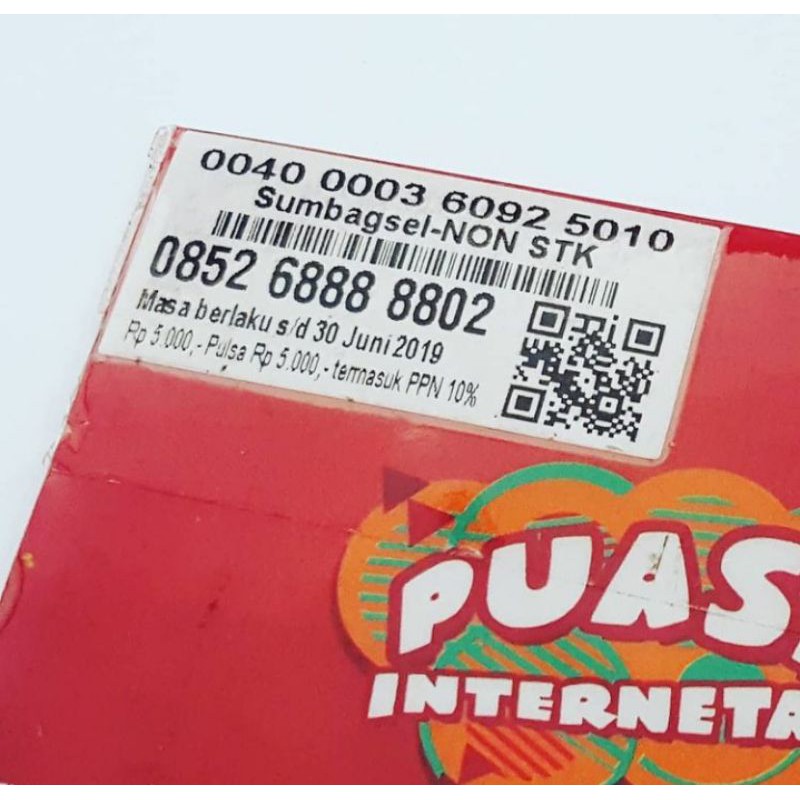 0040 0003 6092 5010
Sumbagsel-NON STK
0852 6888 8802
Masa berlaku s/d 30 Juni 2019
Rp 5.000,- Pulsa Rp 5.000,- termasuk PPN 10%
PUAS
INTERNETA